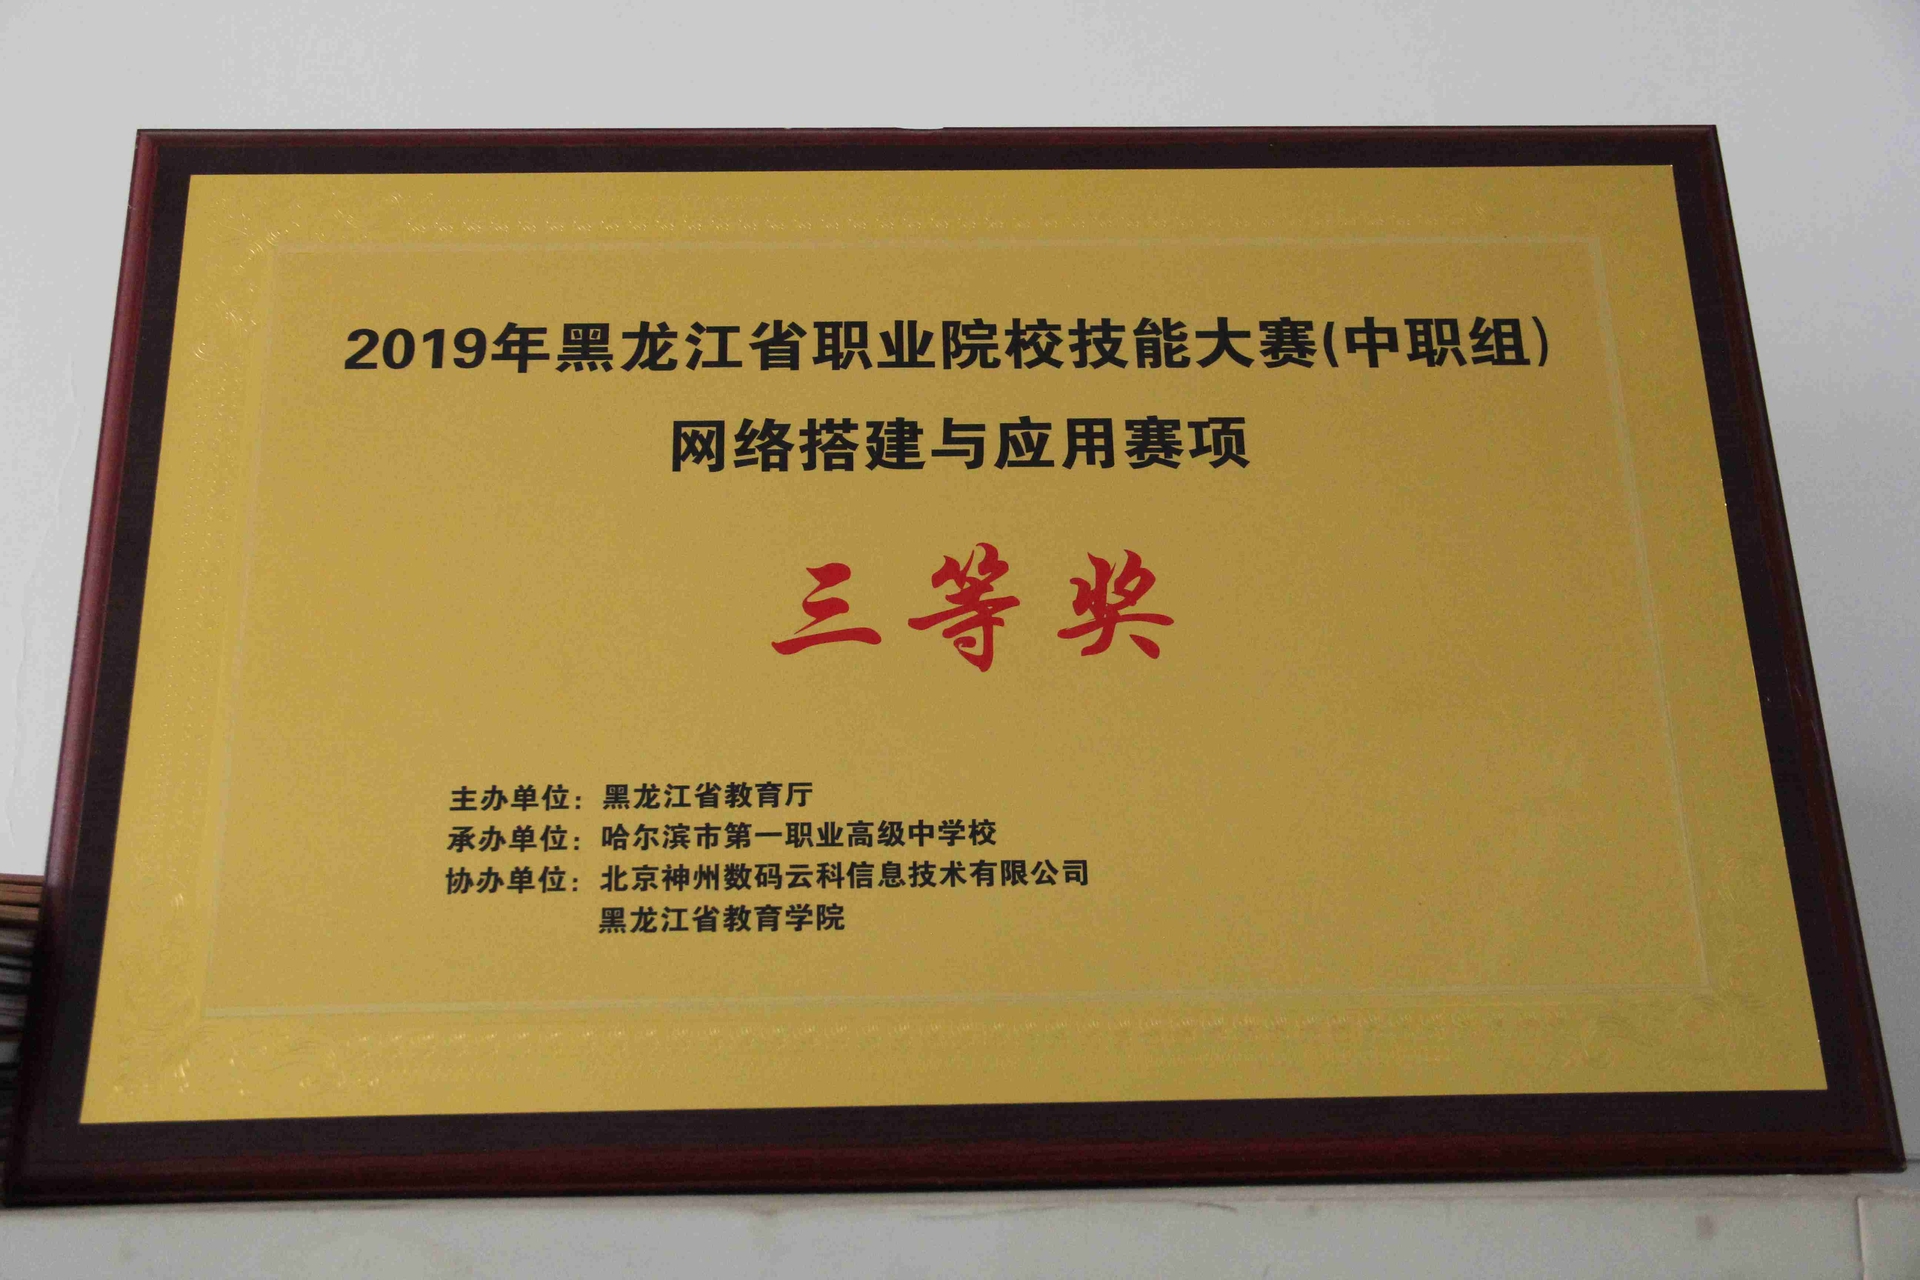 2019年黑龙江省职业院校技能大赛(中职组)
网络搭建与应用赛项
三等奖
主办单位：黑龙江省教育厅
承办单位：哈尔滨市第一职业高级中学校
协办单位：北京神州数码云科信息技术有限公司
黑龙江省教育学院